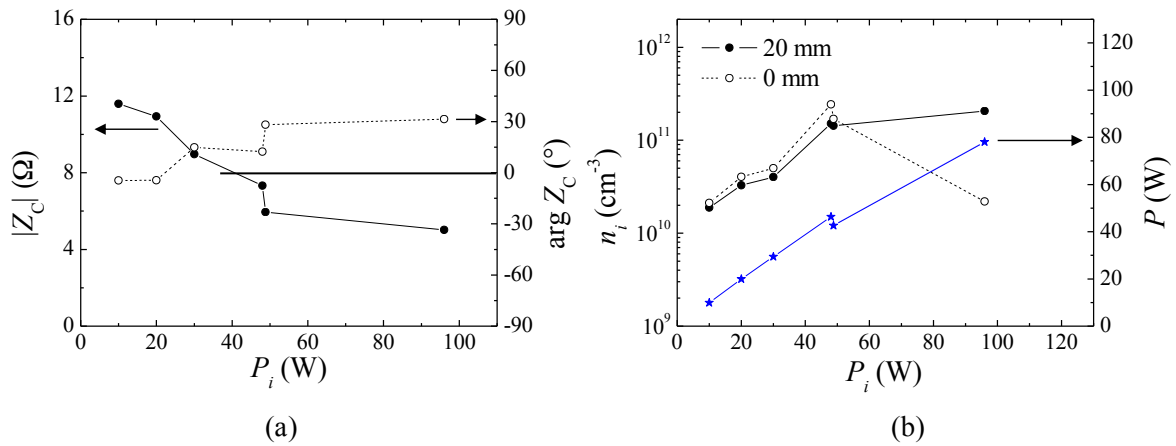 16
12
8
4
0
|Z_C| (Ω)
90
60
30
0
-30
-60
-90
arg Z_C (°)
0 20 40 60 80 100
P_i (W)
(a)
10^12
10^11
10^10
10^9
n_i (cm^-3)
20 mm
0 mm
120
100
80
60
40
20
0
P (W)
0 20 40 60 80 100 120
P_i (W)
(b)